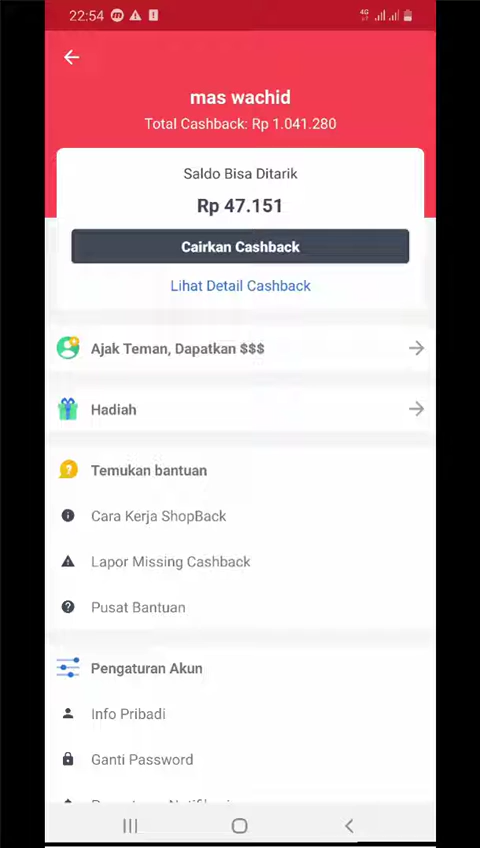 22:54
4G
mas wachid
Total Cashback: Rp 1.041.280
Saldo Bisa Ditarik
Rp 47.151
Cairkan Cashback
Lihat Detail Cashback
Ajak Teman, Dapatkan $$$
Hadiah
Temukan bantuan
Cara Kerja ShopBack
Lapor Missing Cashback
Pusat Bantuan
Pengaturan Akun
Info Pribadi
Ganti Password